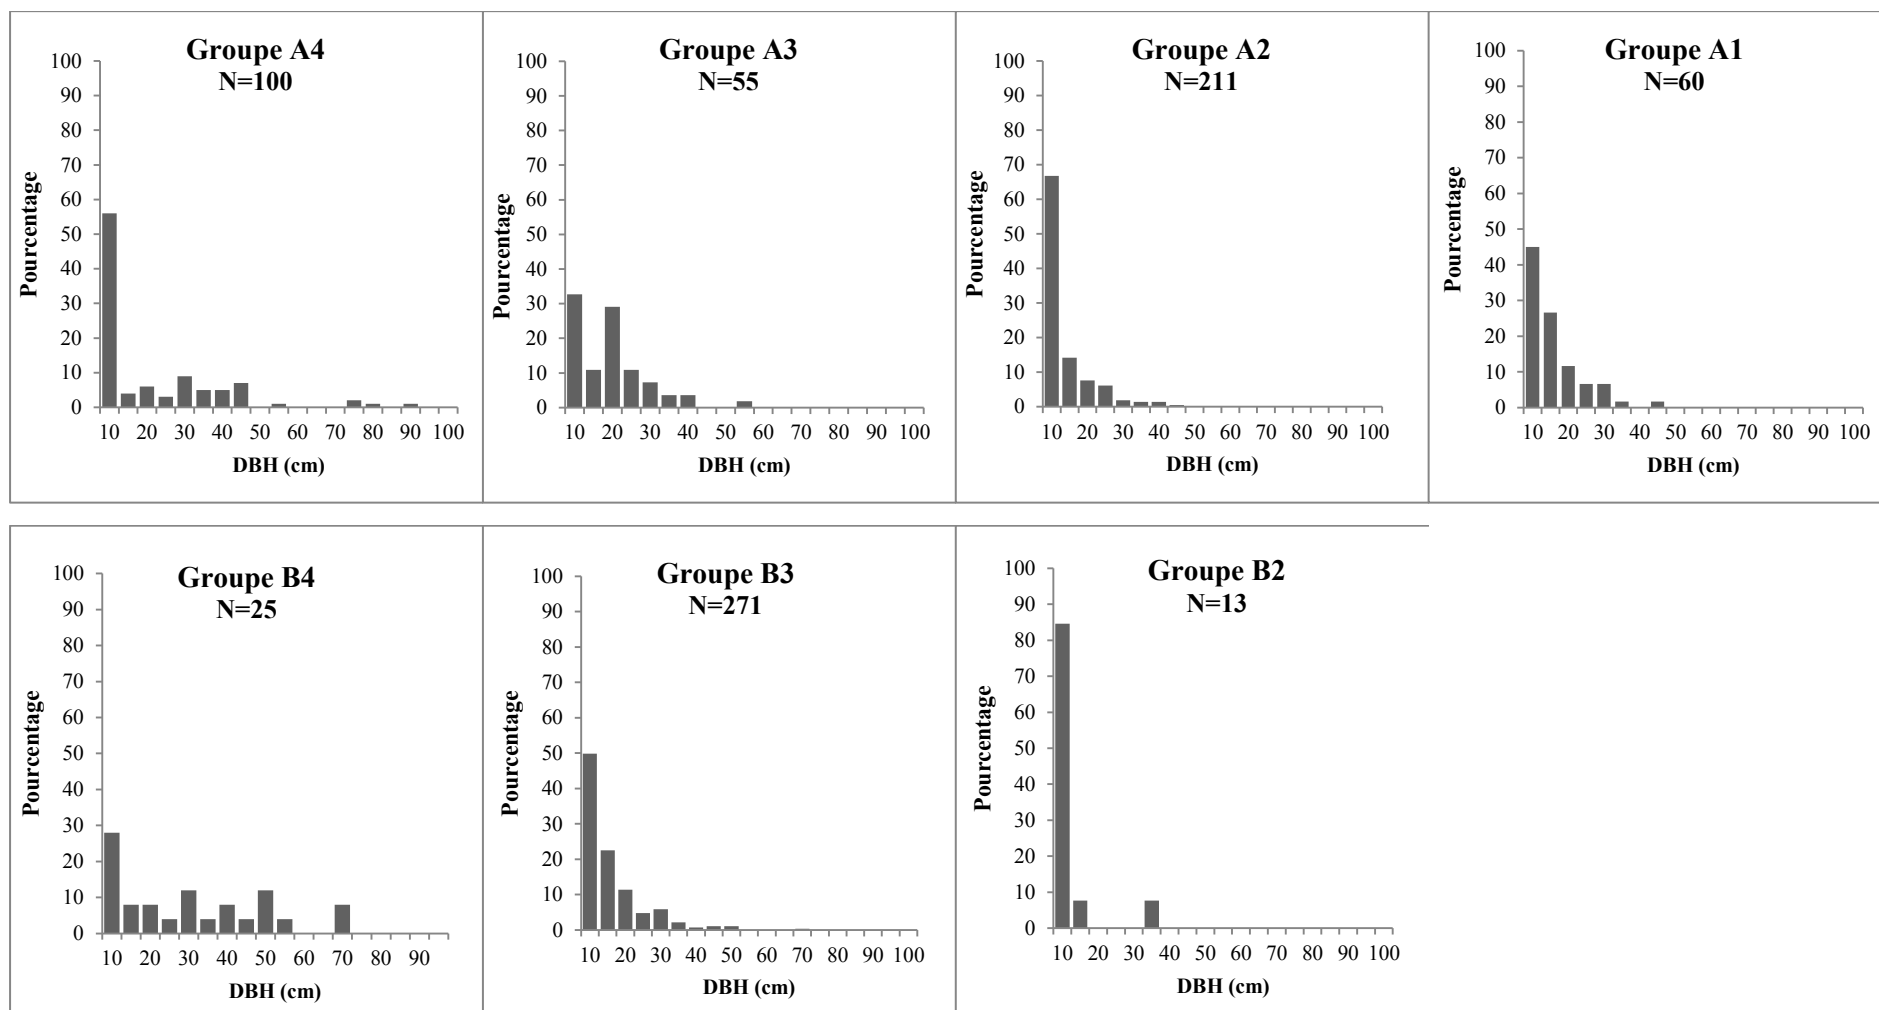 Groupe A4
N=100
100
90
80
70
60
50
40
30
20
10
0
Pourcentage
10 20 30 40 50 60 70 80 90 100
DBH (cm)
Groupe A3
N=55
100
90
80
70
60
50
40
30
20
10
0
Pourcentage
10 20 30 40 50 60 70 80 90 100
DBH (cm)
Groupe A2
N=211
100
90
80
70
60
50
40
30
20
10
0
Pourcentage
10 20 30 40 50 60 70 80 90 100
DBH (cm)
Groupe A1
N=60
100
90
80
70
60
50
40
30
20
10
0
Pourcentage
10 20 30 40 50 60 70 80 90 100
DBH (cm)
Groupe B4
N=25
100
90
80
70
60
50
40
30
20
10
0
Pourcentage
10 20 30 40 50 60 70 80 90
DBH (cm)
Groupe B3
N=271
100
90
80
70
60
50
40
30
20
10
0
Pourcentage
10 20 30 40 50 60 70 80 90 100
DBH (cm)
Groupe B2
N=13
100
90
80
70
60
50
40
30
20
10
0
Pourcentage
10 20 30 40 50 60 70 80 90 100
DBH (cm)